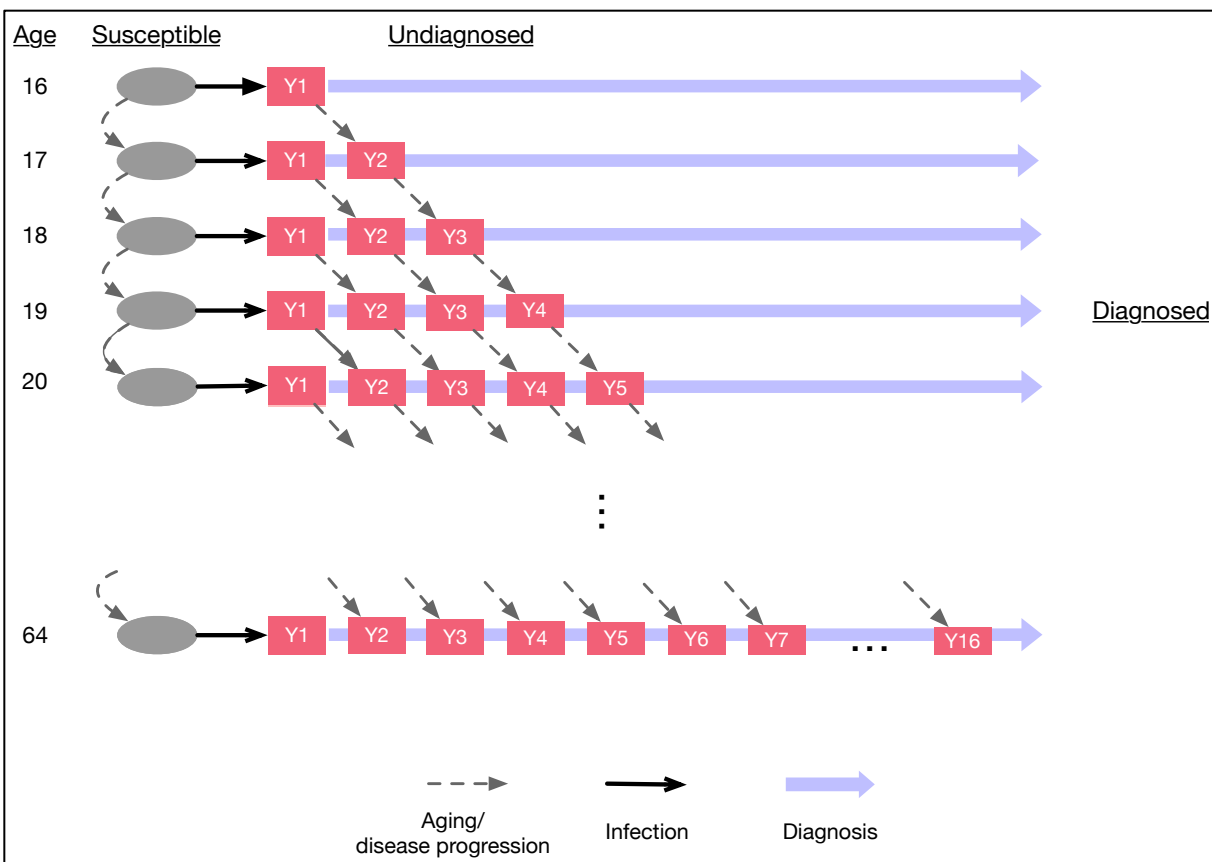 Age Susceptible Undiagnosed
16 Y1
17 Y1 Y2
18 Y1 Y2 Y3
19 Y1 Y2 Y3 Y4
Diagnosed
20 Y1 Y2 Y3 Y4 Y5
64 Y1 Y2 Y3 Y4 Y5 Y6 Y7 ... Y16
Aging/
disease progression
Infection
Diagnosis